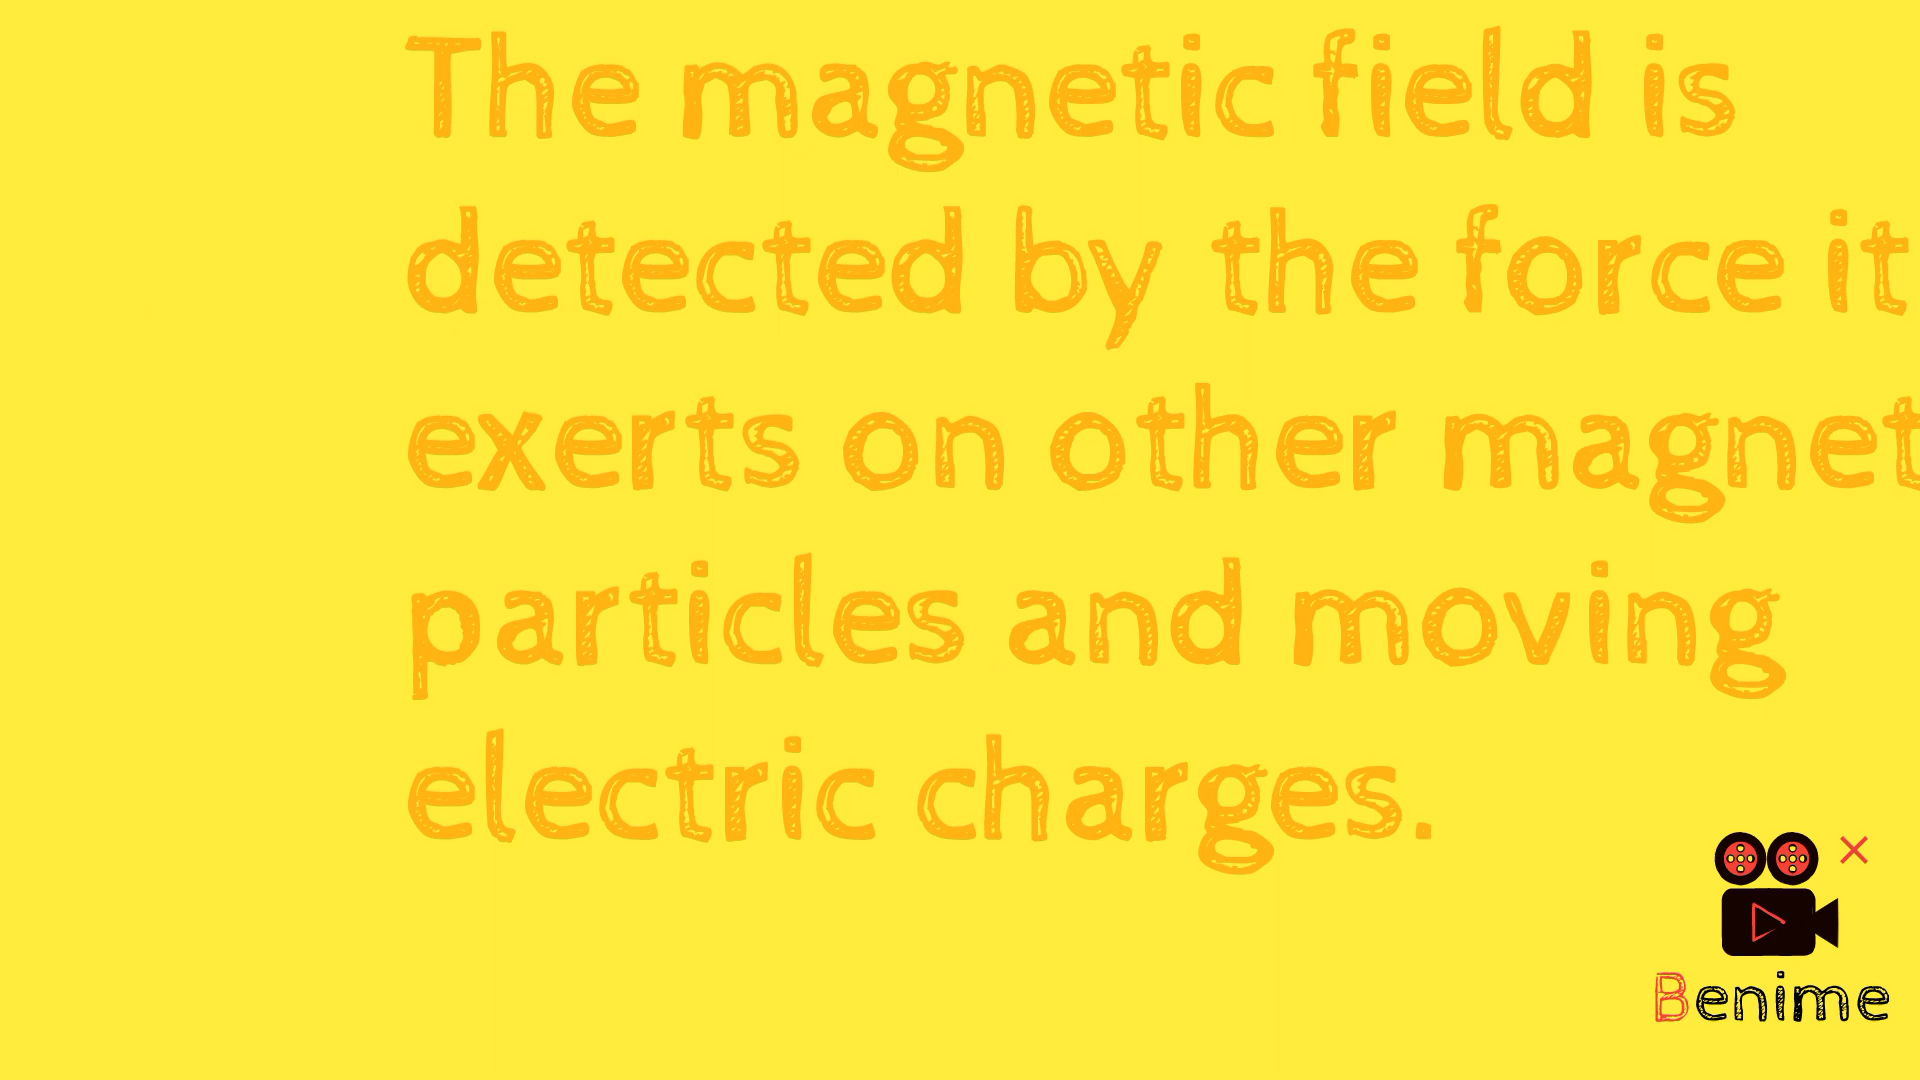 The magnetic field is
detected by the force it
exerts on other magnet
particles and moving
electric charges.
Benime